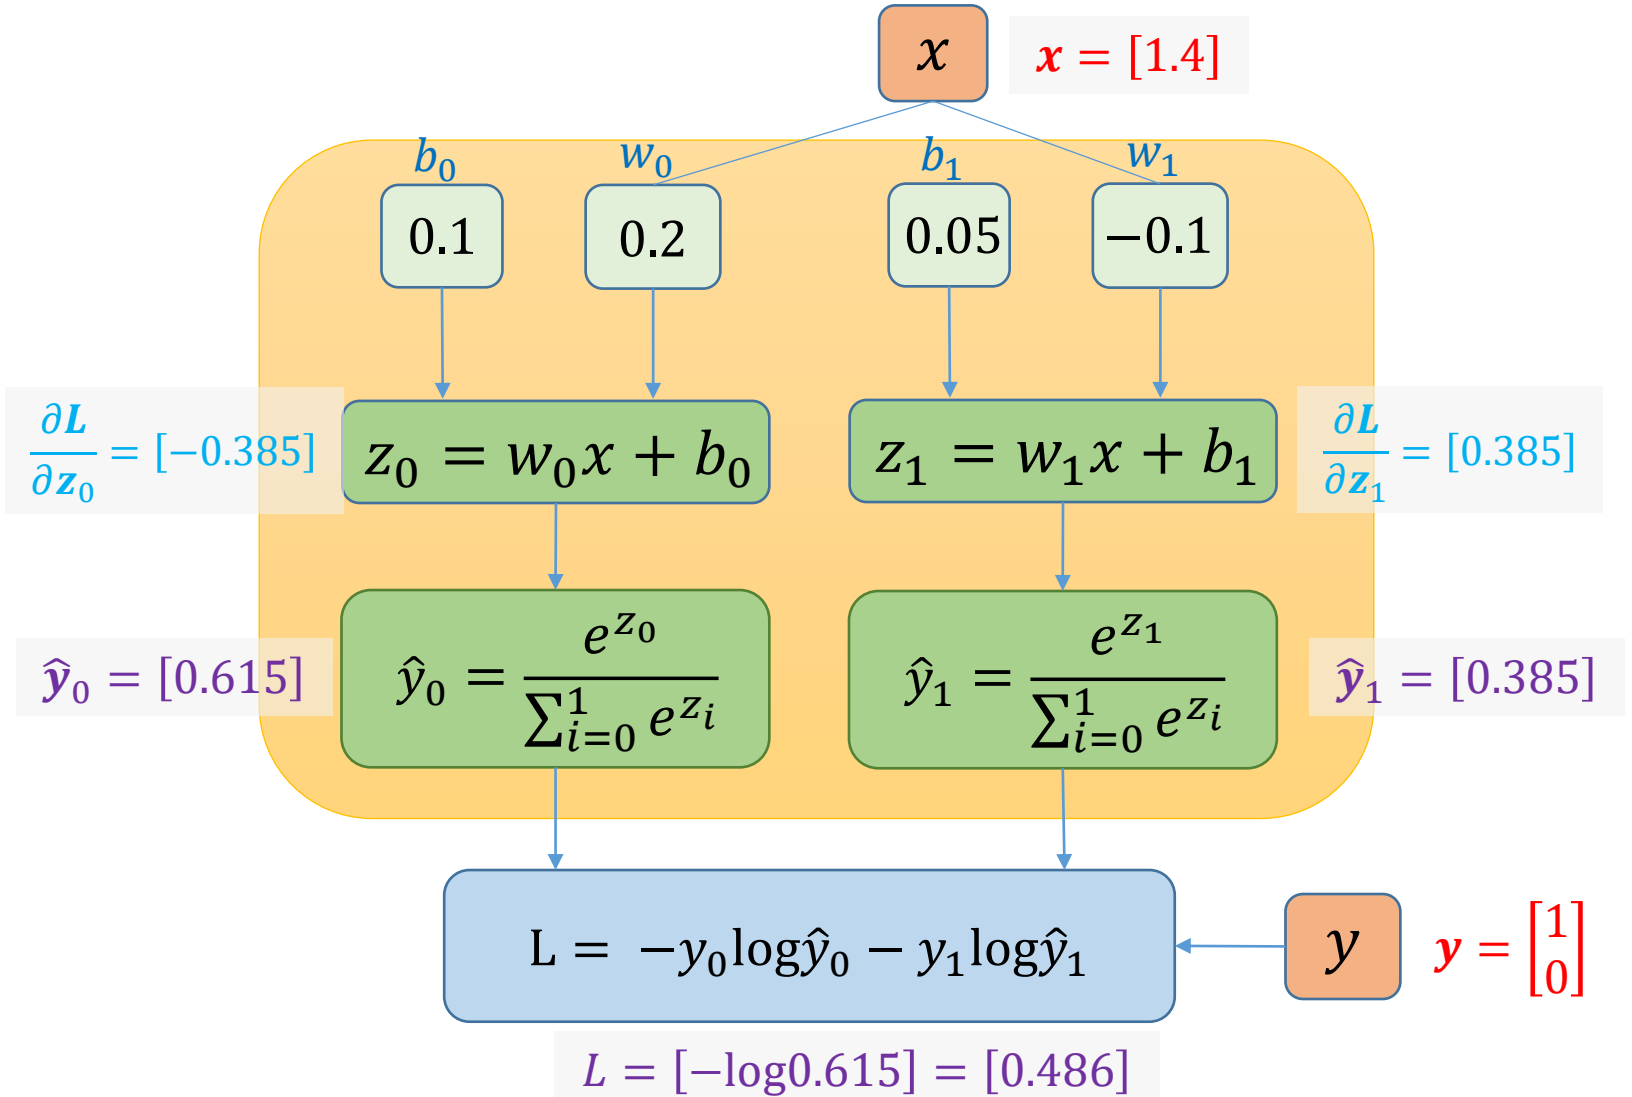 x
𝒙 = [1.4]
b₀ w₀ b₁ w₁
0.1 0.2 0.05 −0.1
∂𝑳/∂𝒛₀ = [−0.385]
z₀ = w₀x + b₀
z₁ = w₁x + b₁
∂𝑳/∂𝒛₁ = [0.385]
ŷ₀ = [0.615]
ŷ₀ = e^{z₀} / ∑_{i=0}^{1} e^{z_i}
ŷ₁ = e^{z₁} / ∑_{i=0}^{1} e^{z_i}
ŷ₁ = [0.385]
L = −y₀logŷ₀ − y₁logŷ₁
y
𝒚 = [1 0]
L = [−log0.615] = [0.486]